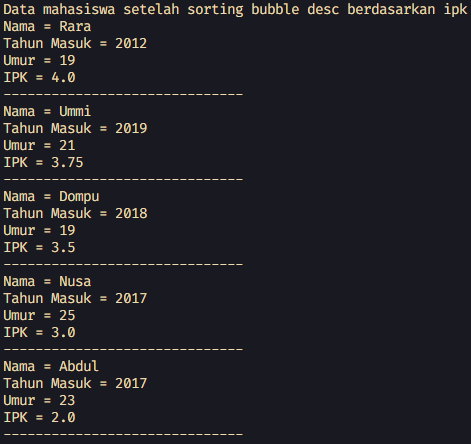 Data mahasiswa setelah sorting bubble desc berdasarkan ipk
Nama = Rara
Tahun Masuk = 2012
Umur = 19
IPK = 4.0
------------------------------
Nama = Ummi
Tahun Masuk = 2019
Umur = 21
IPK = 3.75
------------------------------
Nama = Dompu
Tahun Masuk = 2018
Umur = 19
IPK = 3.5
------------------------------
Nama = Nusa
Tahun Masuk = 2017
Umur = 25
IPK = 3.0
------------------------------
Nama = Abdul
Tahun Masuk = 2017
Umur = 23
IPK = 2.0
------------------------------